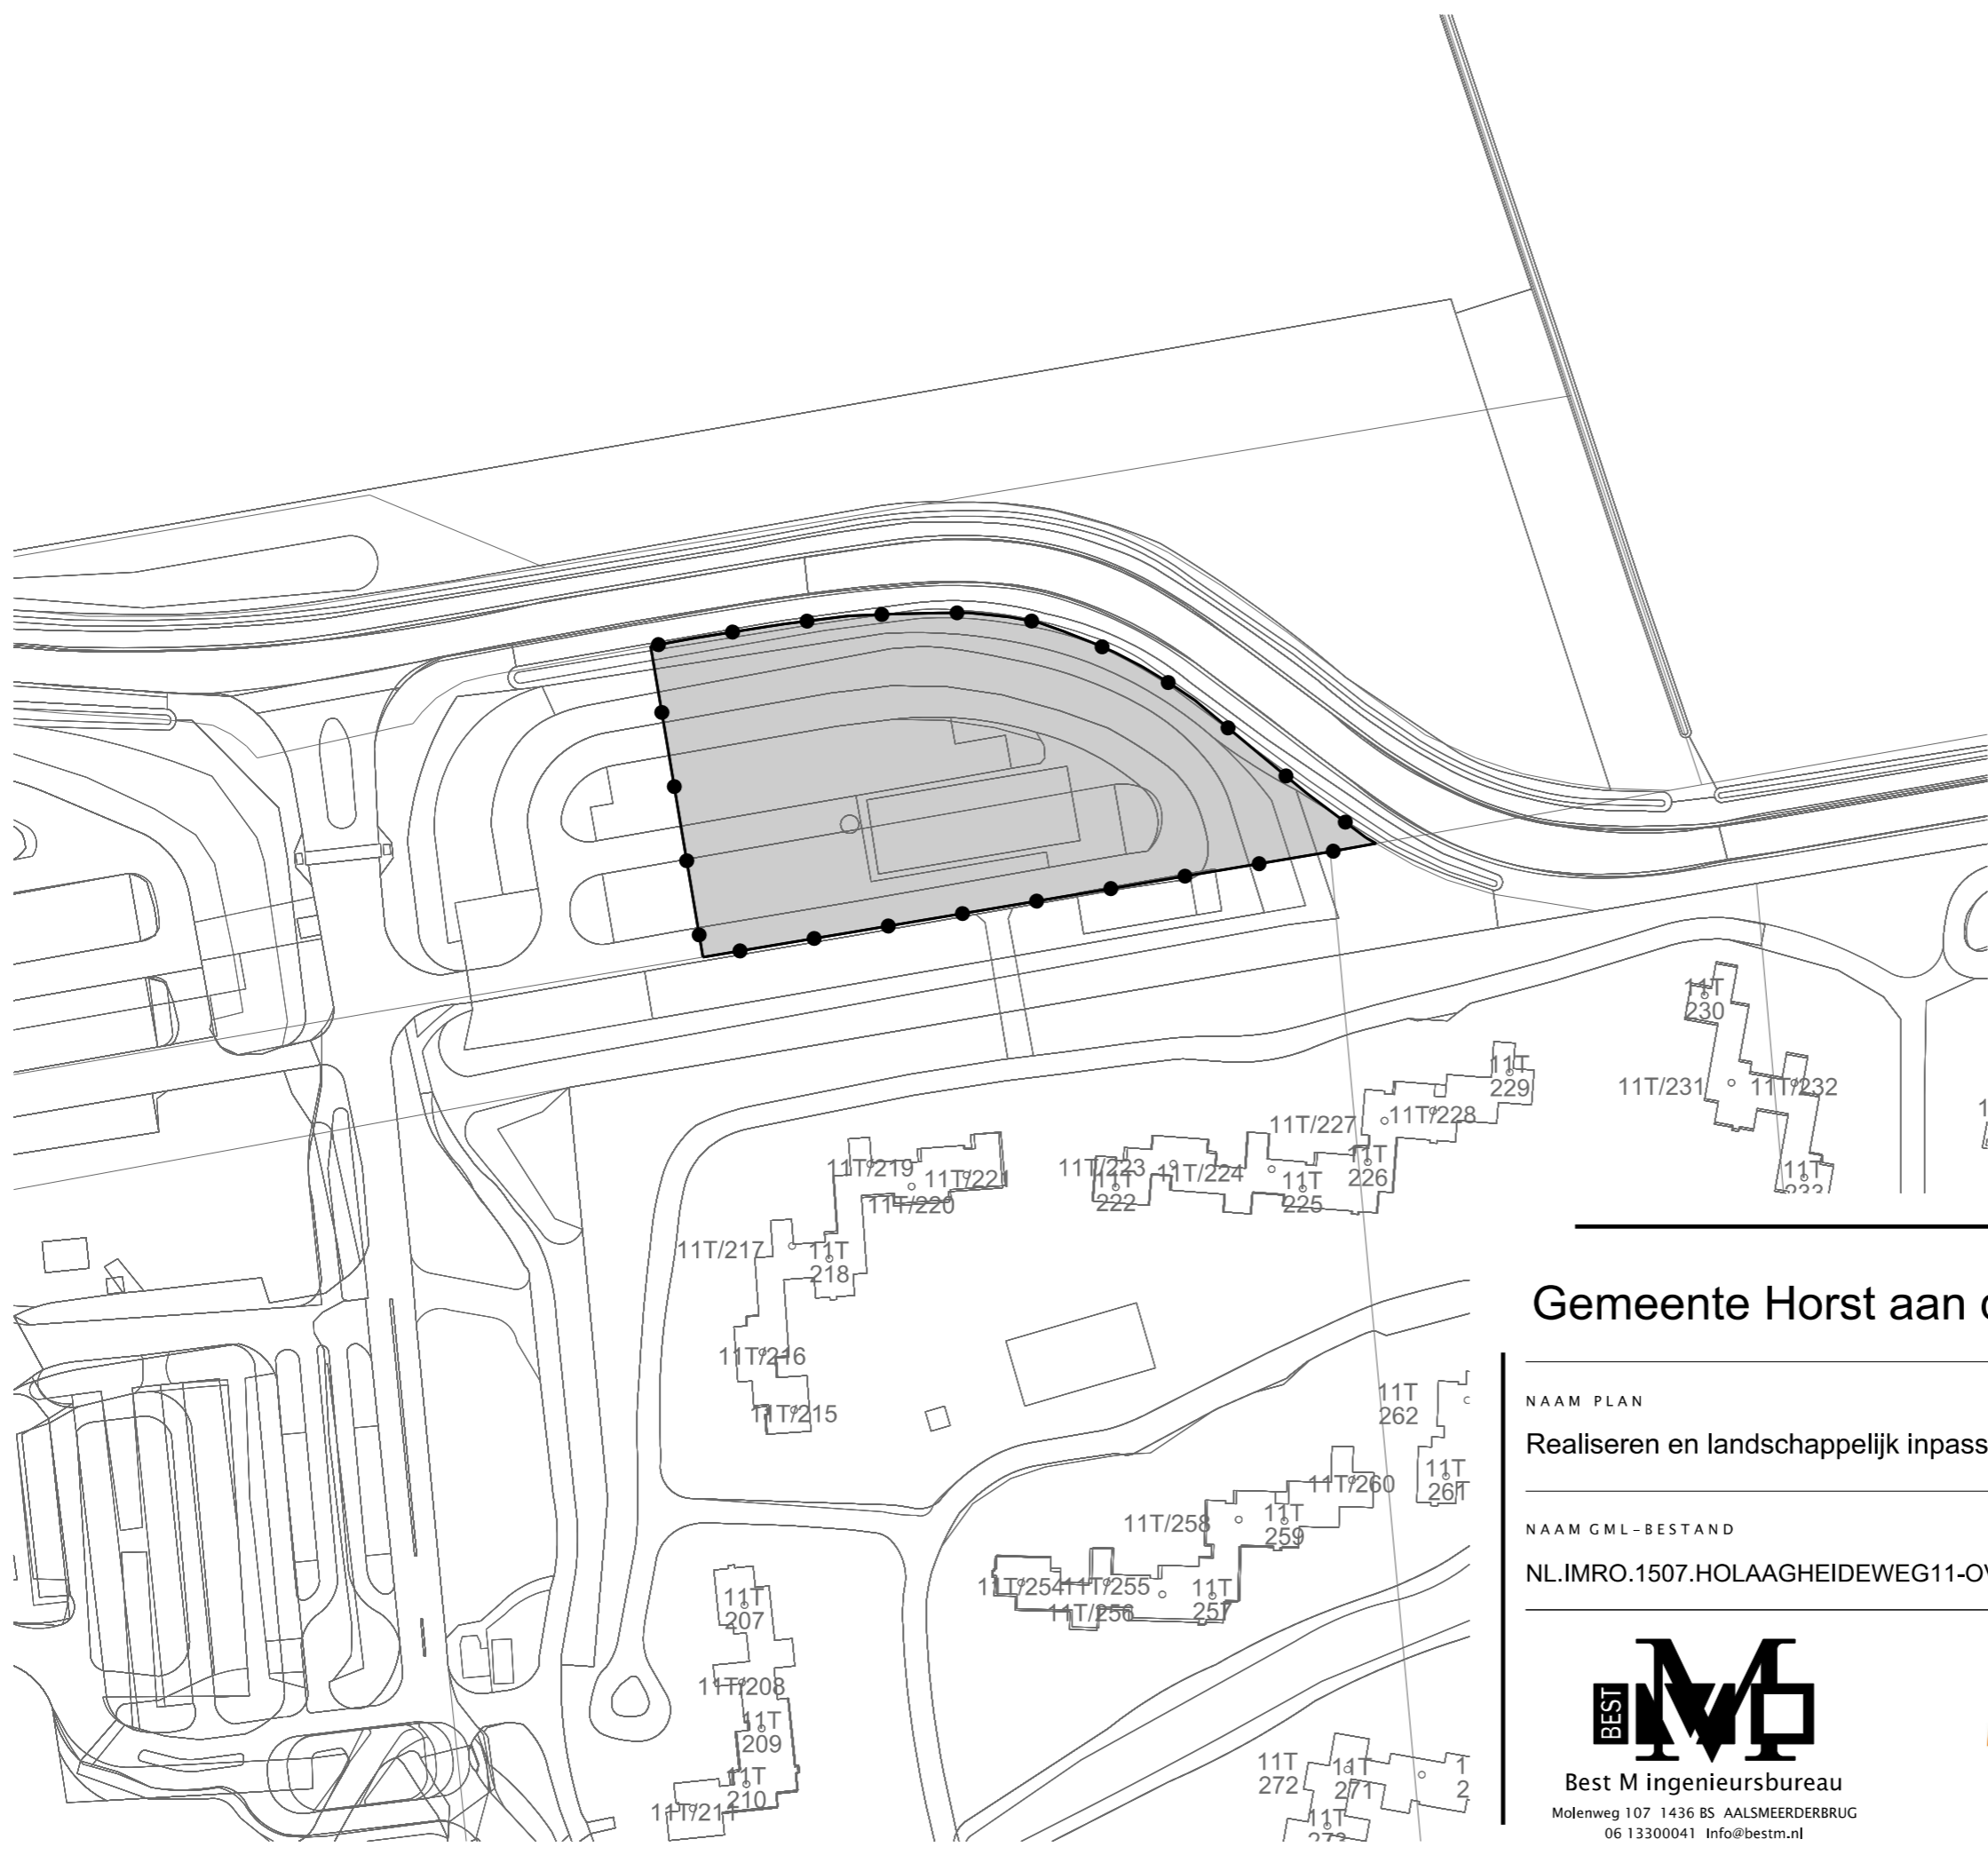 11T
230
11T/231
11T/232
11T
229
11T/227
11T/228
11T
226
11T/223
11T
222
11T/224
11T
225
11T
233
11T/219
11T/221
11T/220
11T/217
11T
218
11T/216
11T/215
11T
262
11T
261
11T/260
11T/258
11T
259
11T/254
11T/255
11T/256
11T
257
11T
207
11T/208
11T
209
11T
210
11T/211
11T
272
11T
271
11T
273
Gemeente Horst aan
NAAM PLAN
Realiseren en landschappelijk inpass
NAAM GML-BESTAND
NL.IMRO.1507.HOLAAGHEIDEWEG11-OV
BEST
M
Best M ingenieursbureau
Molenweg 107 1436 BS AALSMEERDERBRUG
06 13300041 Info@bestm.nl